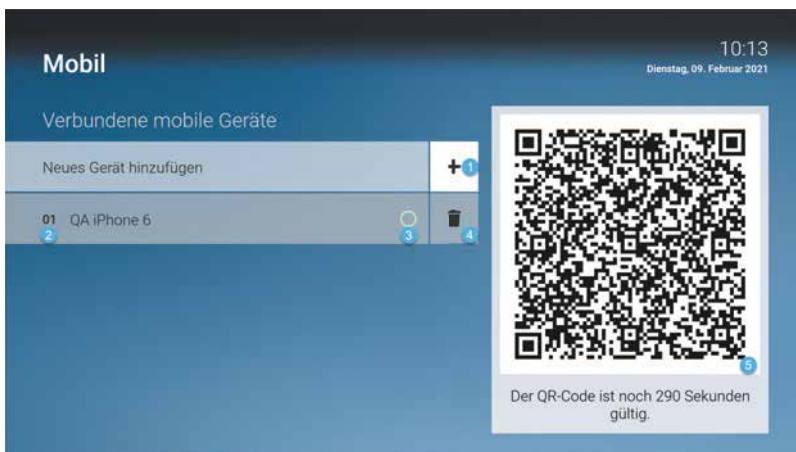 Mobil
10:13
Dienstag, 09. Februar 2021
Verbundene mobile Geräte
Neues Gerät hinzufügen
+ 1
01 QA iPhone 6
2
3
4
5
Der QR-Code ist noch 290 Sekunden
gültig.